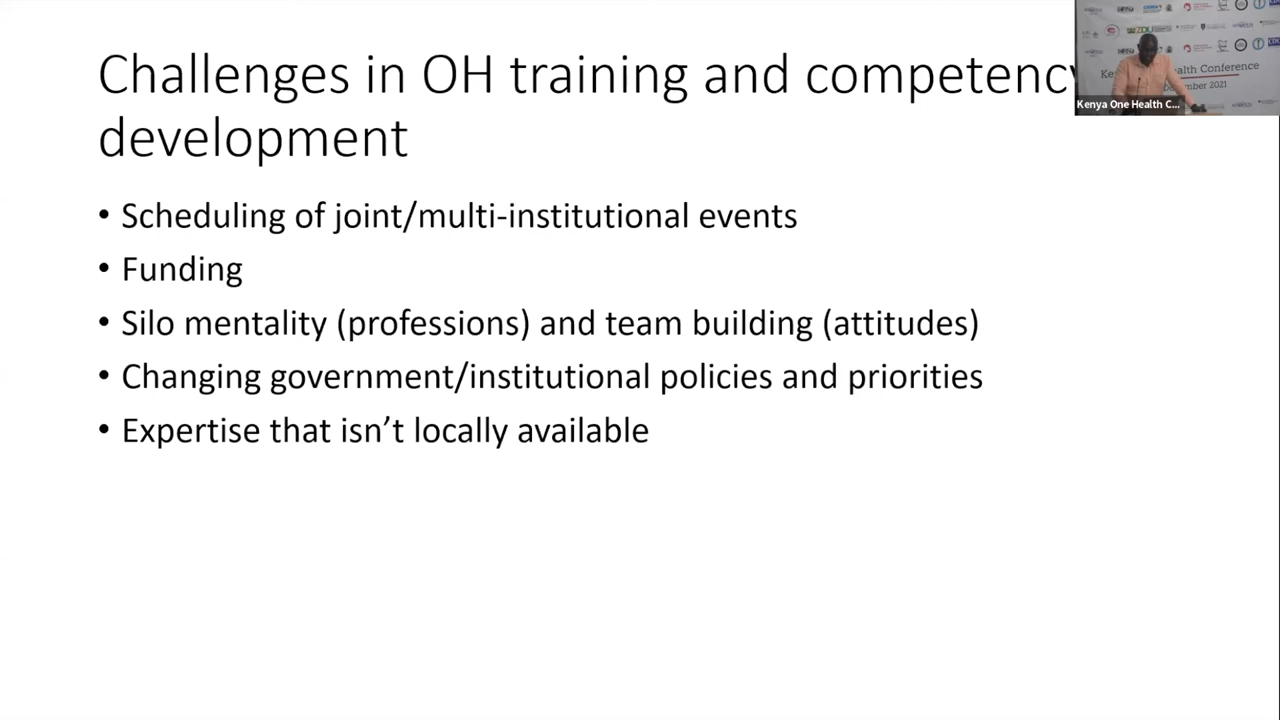 Challenges in OH training and competency
development
• Scheduling of joint/multi-institutional events
• Funding
• Silo mentality (professions) and team building (attitudes)
• Changing government/institutional policies and priorities
• Expertise that isn’t locally available
Health Conference
2021
Kenya One Health C...